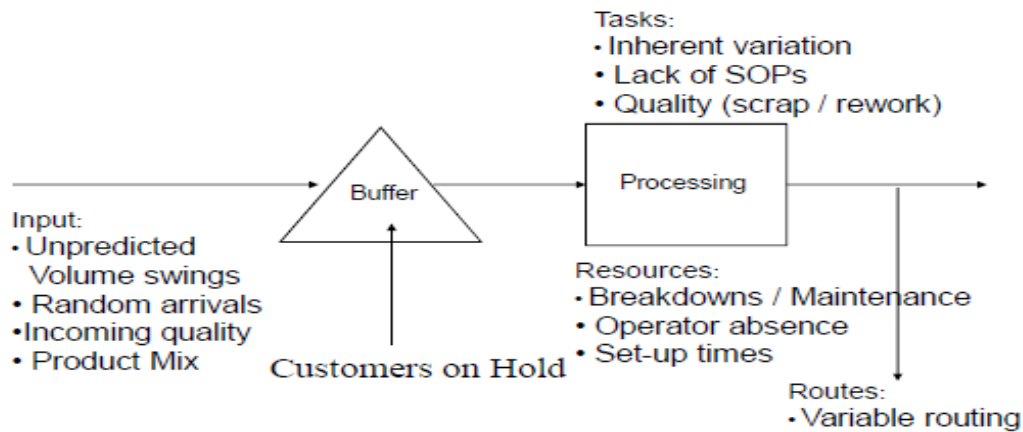 Tasks:
• Inherent variation
• Lack of SOPs
• Quality (scrap / rework)
Buffer
Processing
Input:
• Unpredicted
Volume swings
• Random arrivals
•Incoming quality
• Product Mix
Customers on Hold
Resources:
• Breakdowns / Maintenance
• Operator absence
• Set-up times
Routes:
• Variable routing